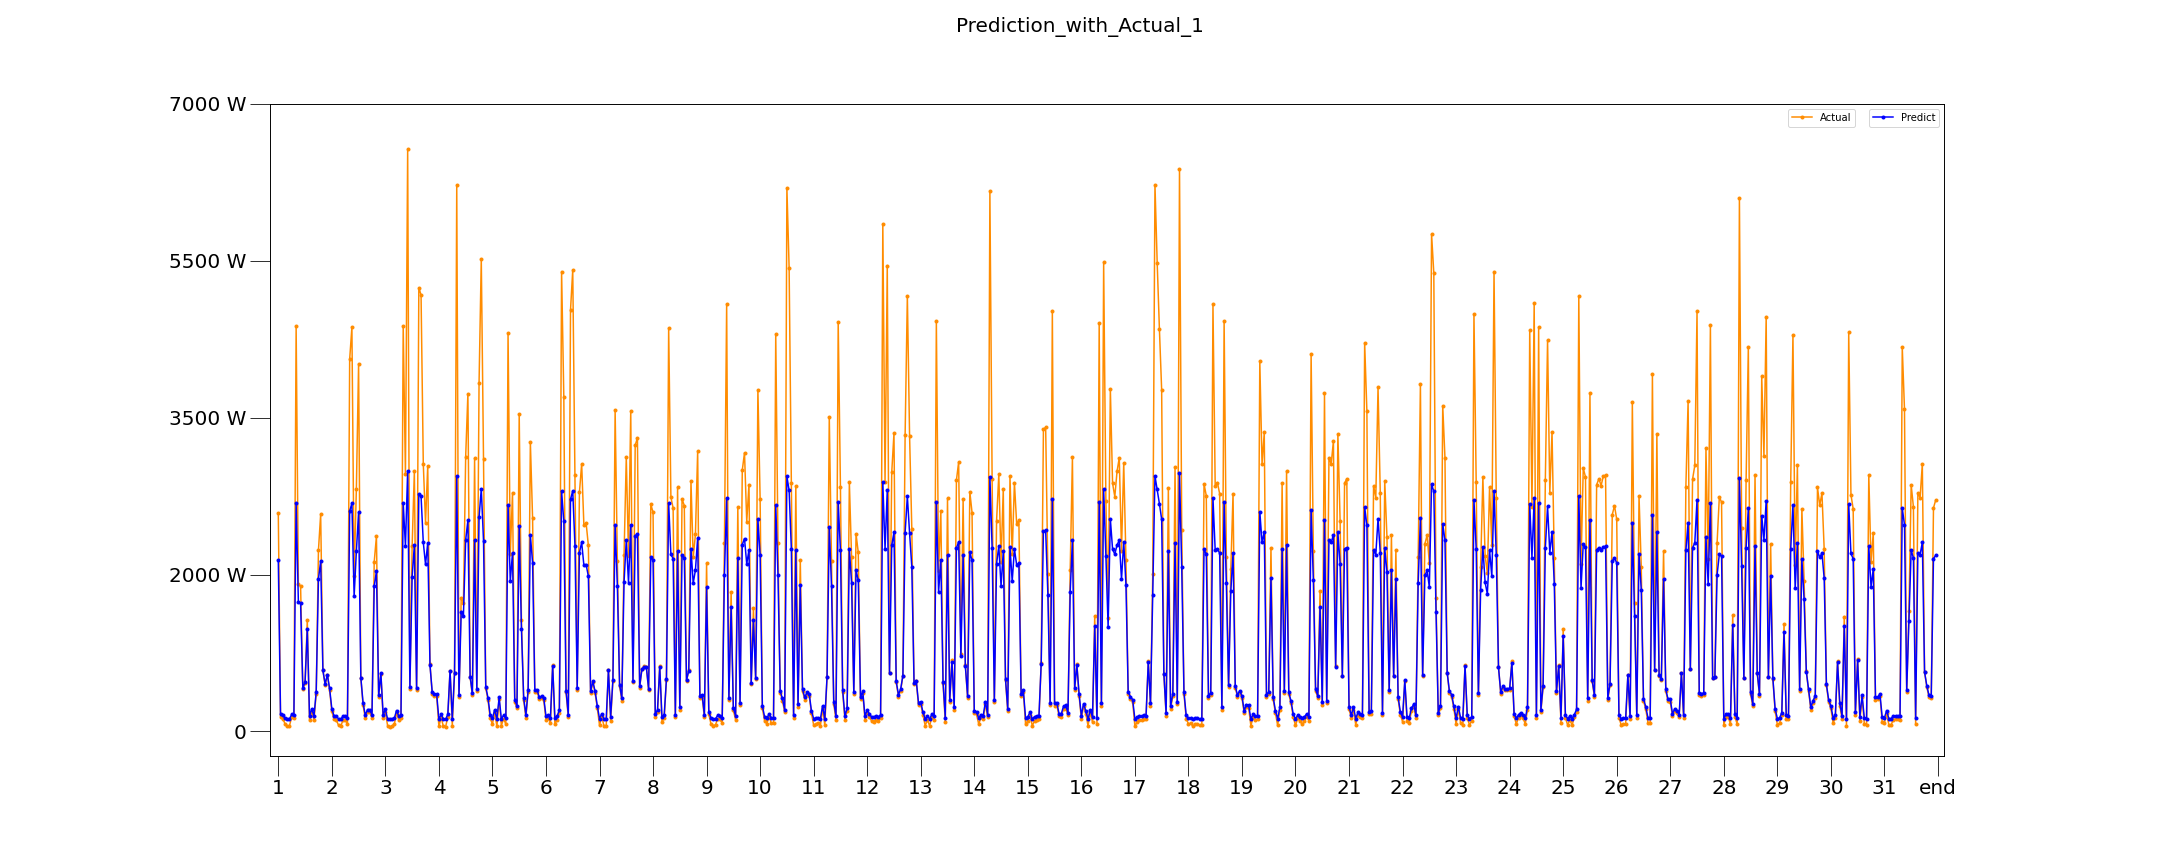 Prediction_with_Actual_1
7000 W
Actual Predict
5500 W
3500 W
2000 W
0
1 2 3 4 5 6 7 8 9 10 11 12 13 14 15 16 17 18 19 20 21 22 23 24 25 26 27 28 29 30 31 end